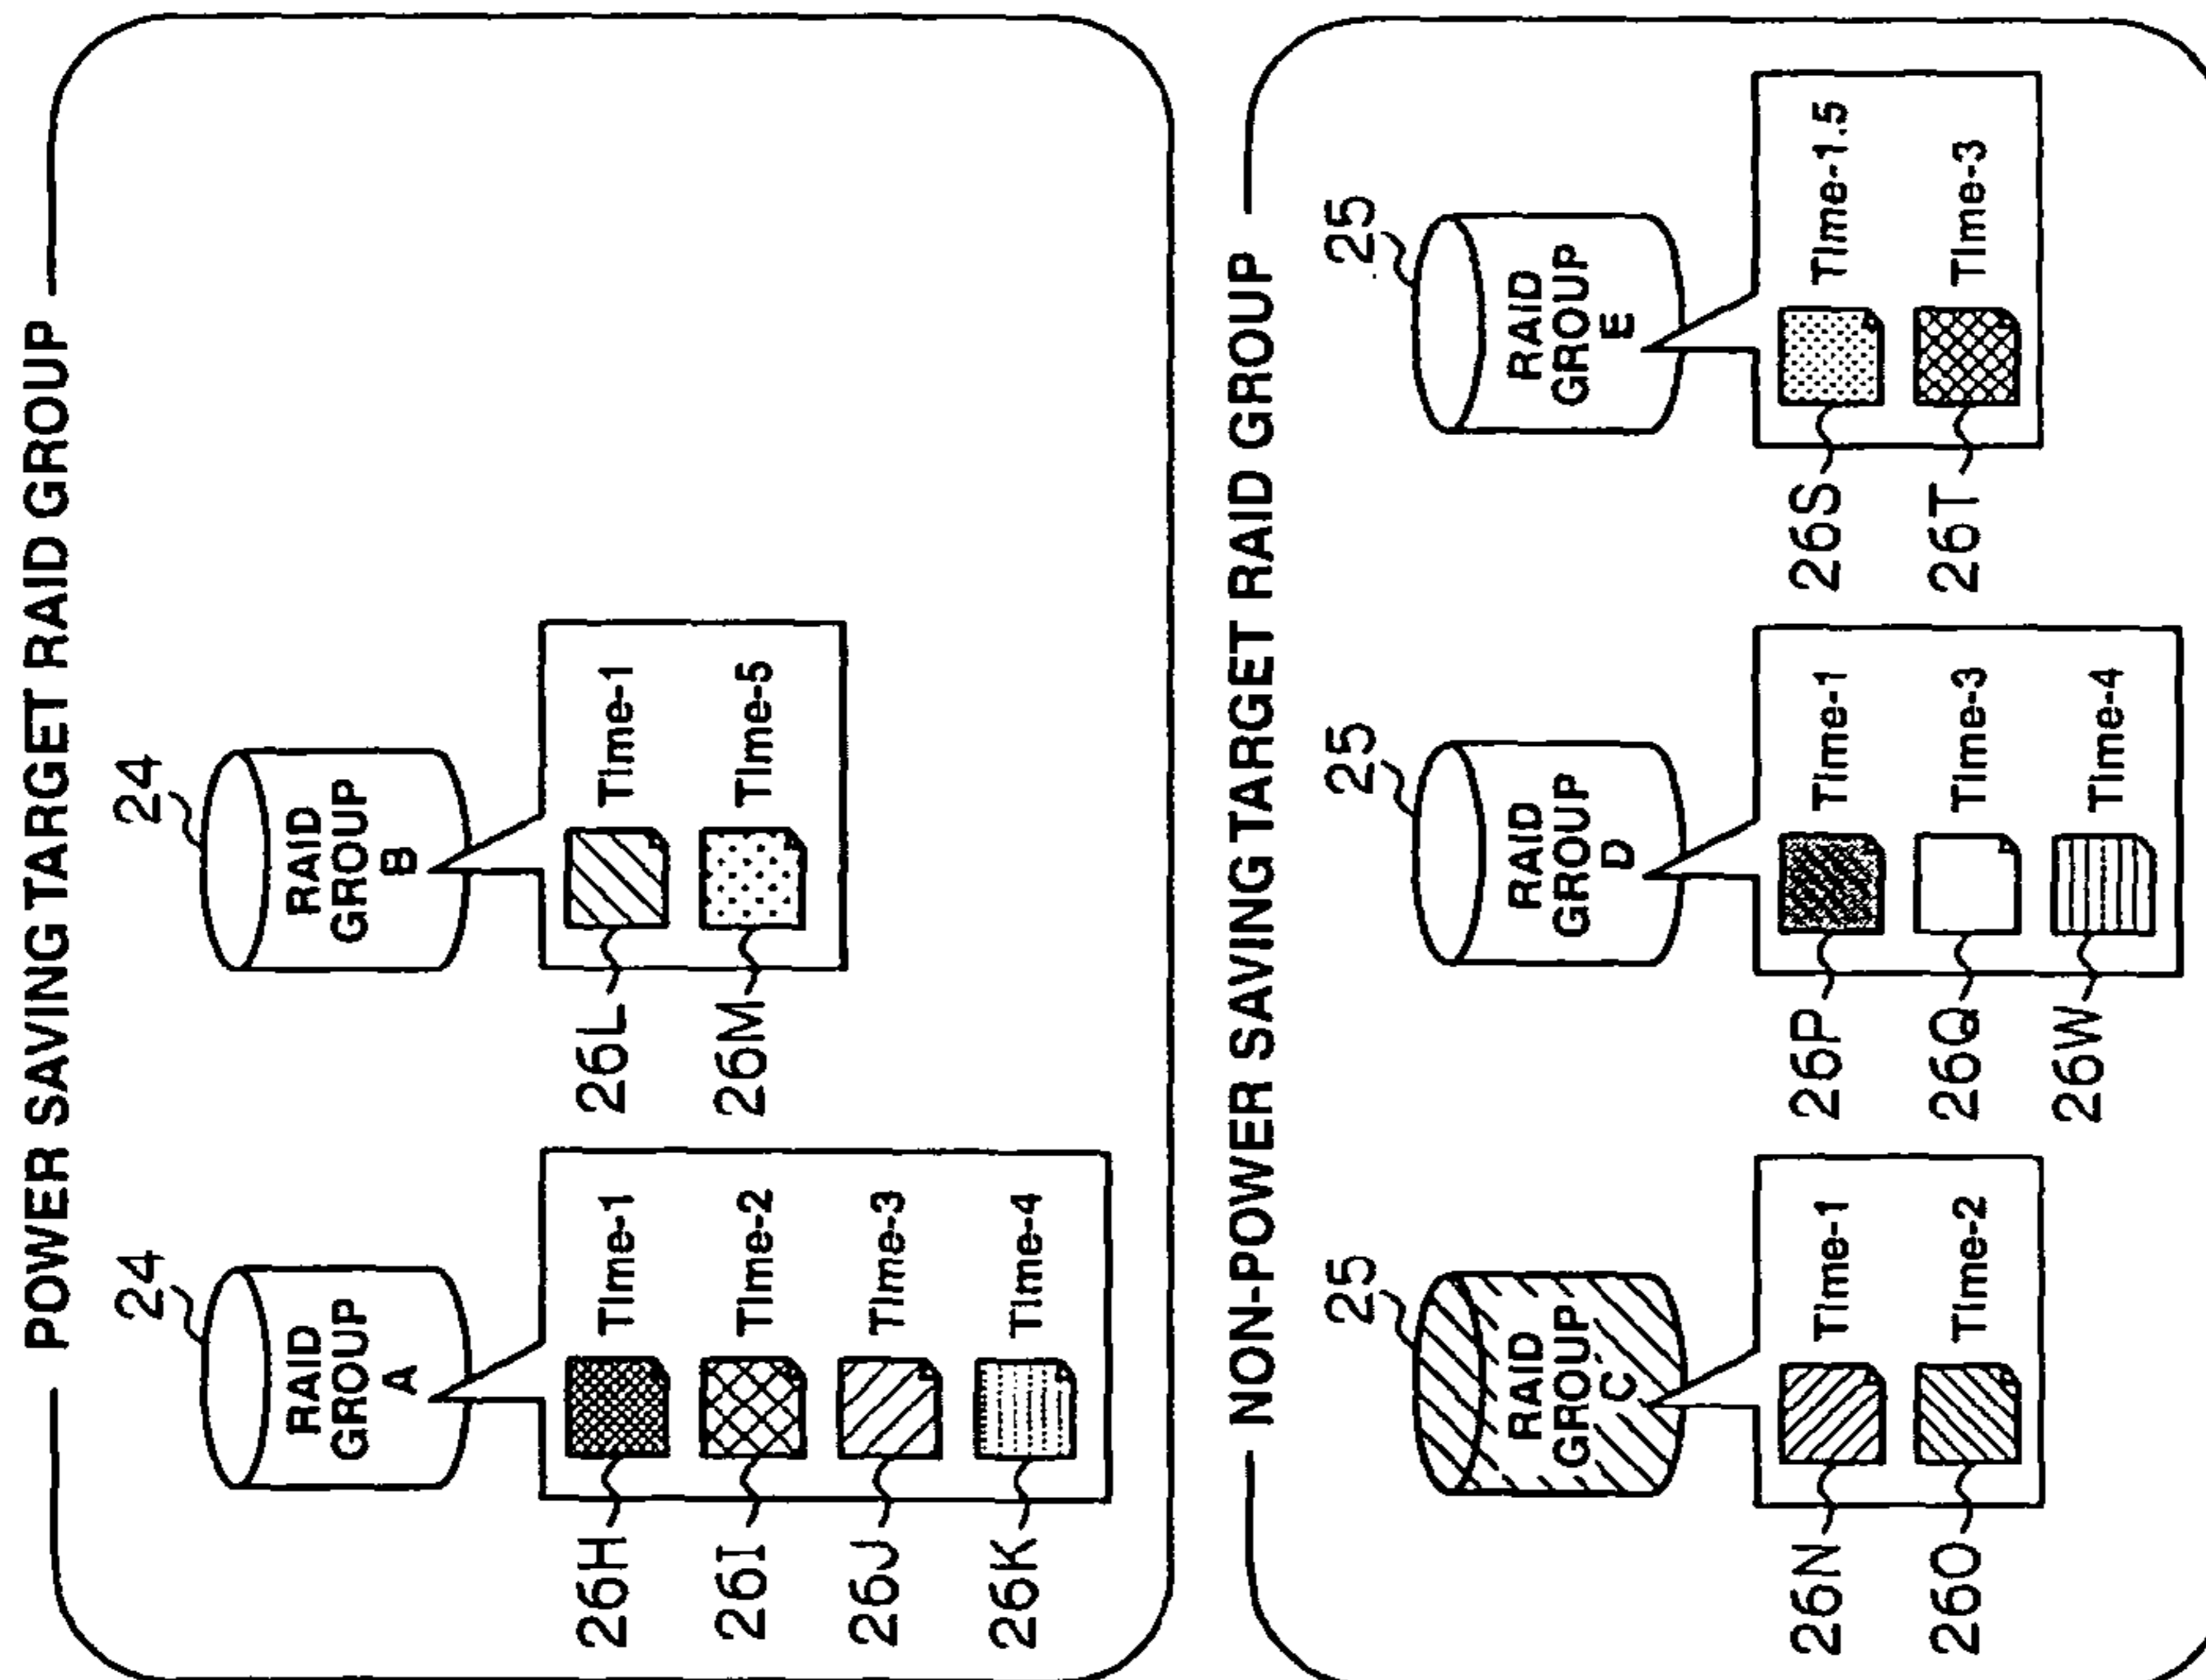 POWER SAVING TARGET RAID GROUP
24
RAID
GROUP
A
26H Time-1
26I Time-2
26J Time-3
26K Time-4
24
RAID
GROUP
B
26L Time-1
26M Time-5
NON-POWER SAVING TARGET RAID GROUP
25
RAID
GROUP
C
26N Time-1
26O Time-2
25
RAID
GROUP
D
26P Time-1
26Q Time-3
26W Time-4
25
RAID
GROUP
E
26S Time-1.5
26T Time-3